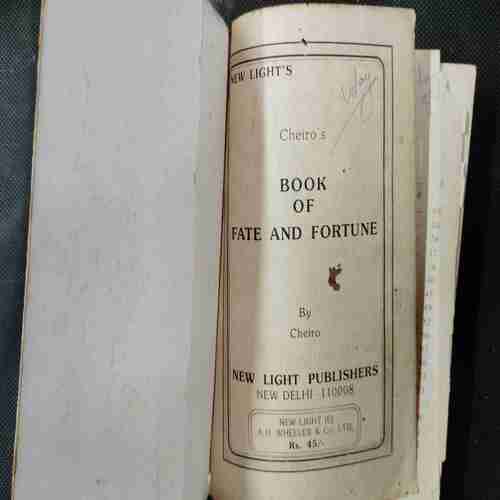 NEW LIGHT'S
Cheiro's
BOOK
OF
FATE AND FORTUNE
By
Cheiro
NEW LIGHT PUBLISHERS
NEW DELHI 110008
NEW LIGHT
A.H. WHEELER & CO. LTD.
Rs. 45/-